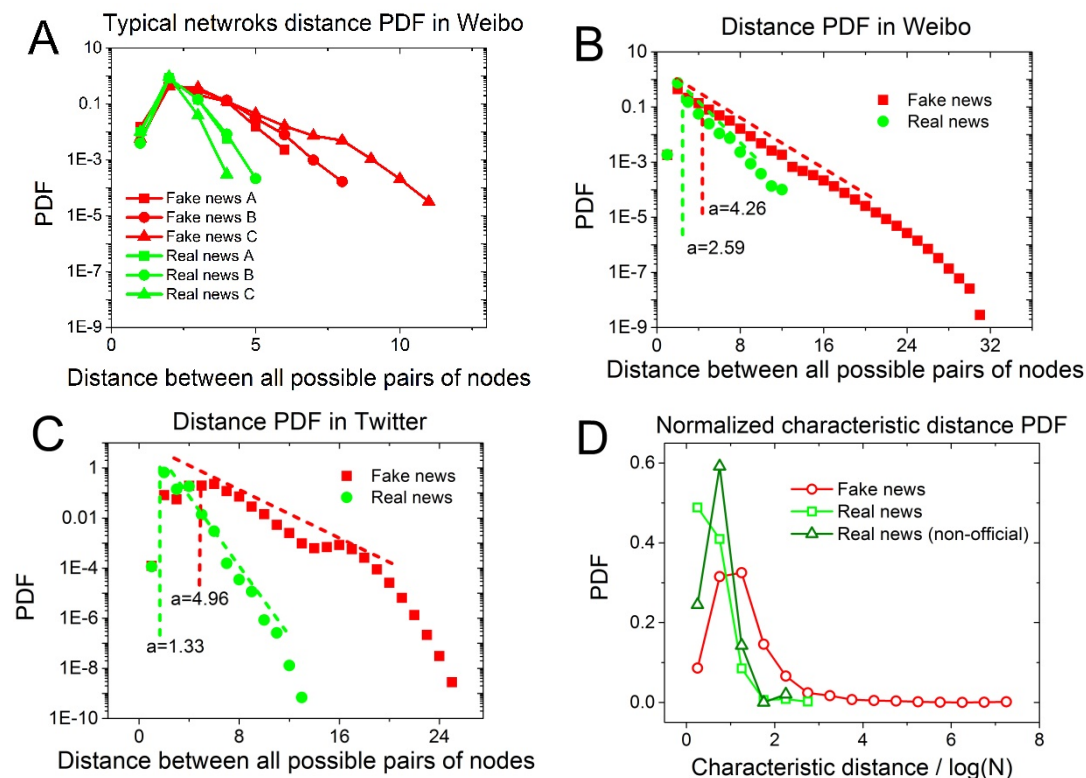 A
Typical netwroks distance PDF in Weibo
10
0.1
1E-3
1E-5
1E-7
1E-9
PDF
Fake news A
Fake news B
Fake news C
Real news A
Real news B
Real news C
0
5
10
Distance between all possible pairs of nodes
B
Distance PDF in Weibo
10
0.1
1E-3
1E-5
1E-7
1E-9
PDF
Fake news
Real news
a=4.26
a=2.59
0
8
16
24
32
Distance between all possible pairs of nodes
C
Distance PDF in Twitter
1
0.01
1E-4
1E-6
1E-8
1E-10
PDF
Fake news
Real news
a=4.96
a=1.33
0
8
16
24
Distance between all possible pairs of nodes
D
Normalized characteristic distance PDF
0.6
0.4
0.2
0.0
PDF
Fake news
Real news
Real news (non-official)
0
2
4
6
8
Characteristic distance / log(N)